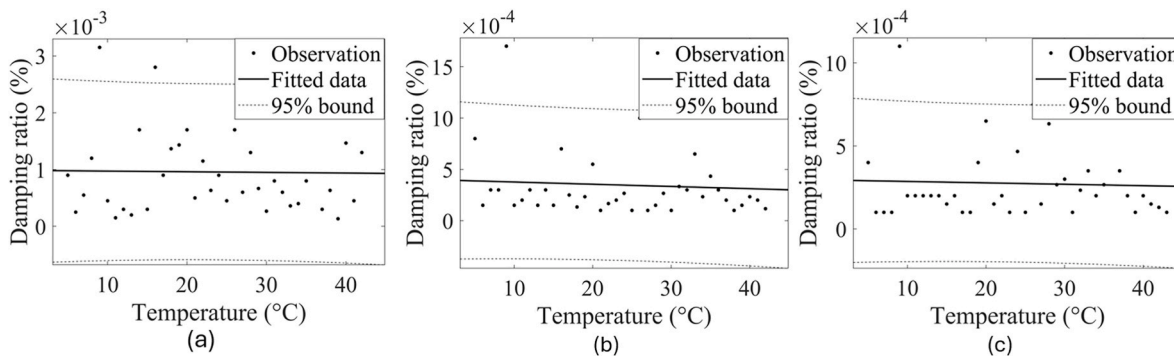 ×10⁻³
Damping ratio (%)
3
2
1
0
Observation
Fitted data
95% bound
10
20
30
40
Temperature (°C)
(a)
×10⁻⁴
Damping ratio (%)
15
10
5
0
Observation
Fitted data
95% bound
10
20
30
40
Temperature (°C)
(b)
×10⁻⁴
Damping ratio (%)
10
5
0
Observation
Fitted data
95% bound
10
20
30
40
Temperature (°C)
(c)